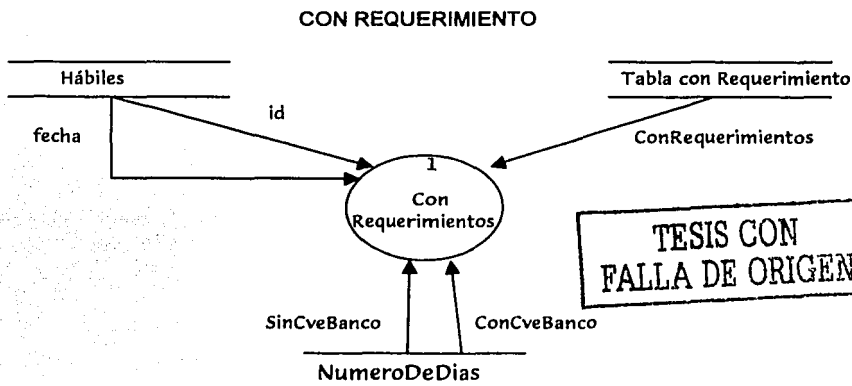 CON REQUERIMIENTO
Hábiles
Tabla con Requerimiento
id
fecha
ConRequerimientos
1
Con
Requerimientos
TESIS CON
FALLA DE ORIGEN
SinCveBanco
ConCveBanco
NumeroDeDias